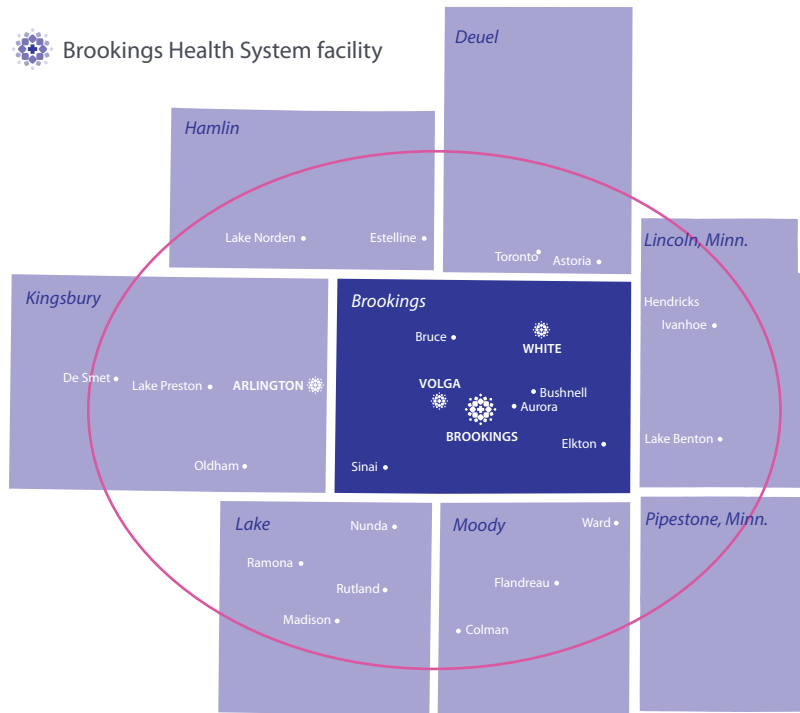 Brookings Health System facility
Deuel
Hamlin
Lake Norden
Estelline
Toronto
Astoria
Lincoln, Minn.
Hendricks
Ivanhoe
Lake Benton
Kingsbury
De Smet
Lake Preston
ARLINGTON
Oldham
Brookings
Bruce
WHITE
VOLGA
Bushnell
Aurora
BROOKINGS
Elkton
Sinai
Lake
Nunda
Ramona
Rutland
Madison
Moody
Ward
Flandreau
Colman
Pipestone, Minn.